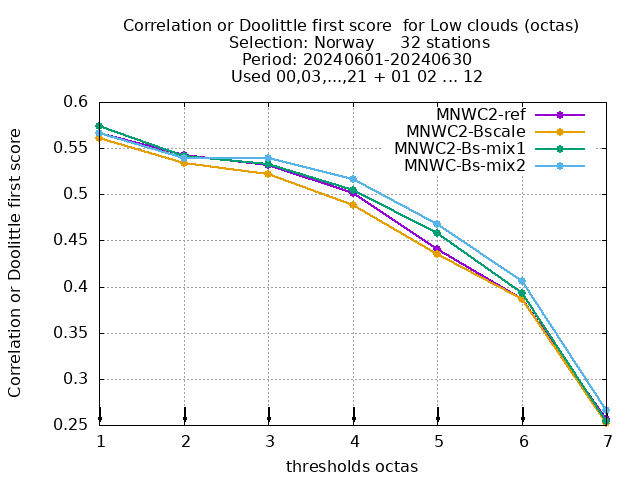 Correlation or Doolittle first score  for Low clouds (octas)
Selection: Norway     32 stations
Period: 20240601-20240630
Used 00,03,...,21 + 01 02 ... 12
MNWC2-ref
MNWC2-Bscale
MNWC2-Bs-mix1
MNWC-Bs-mix2
Correlation or Doolittle first score
0.6
0.55
0.5
0.45
0.4
0.35
0.3
0.25
1 2 3 4 5 6 7
thresholds octas